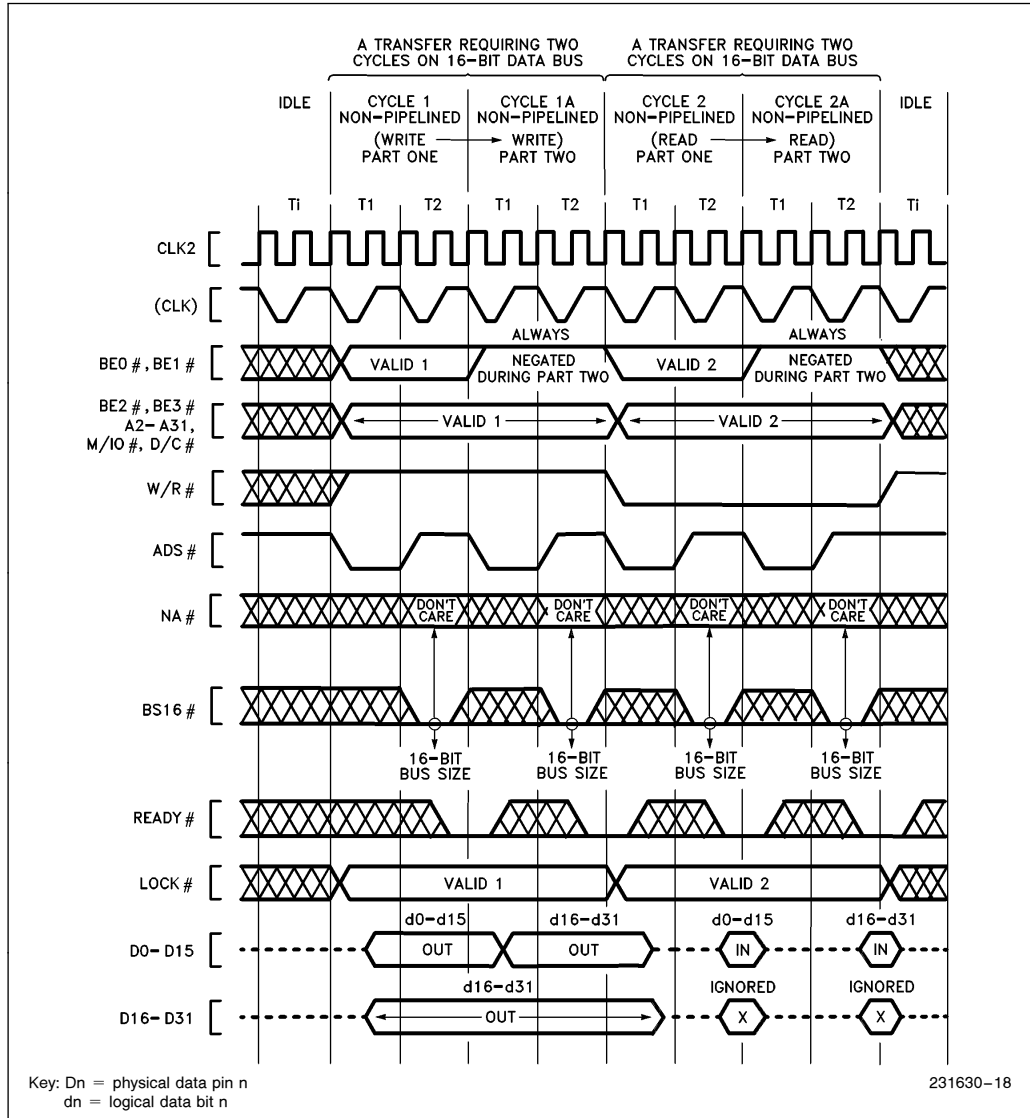 A TRANSFER REQUIRING TWO
CYCLES ON 16-BIT DATA BUS
A TRANSFER REQUIRING TWO
CYCLES ON 16-BIT DATA BUS
IDLE
CYCLE 1
NON-PIPELINED
(WRITE
PART ONE
CYCLE 1A
NON-PIPELINED
WRITE)
PART TWO
CYCLE 2
NON-PIPELINED
(READ
PART ONE
CYCLE 2A
NON-PIPELINED
READ)
PART TWO
IDLE
Ti T1 T2 T1 T2 T1 T2 T1 T2 Ti
CLK2
(CLK)
BE0#, BE1#
VALID 1
ALWAYS
NEGATED
DURING PART TWO
VALID 2
ALWAYS
NEGATED
DURING PART TWO
BE2#, BE3#
A2-A31,
M/IO#, D/C#
VALID 1
VALID 2
W/R#
ADS#
NA#
DON'T
CARE
DON'T
CARE
DON'T
CARE
DON'T
CARE
BS16#
16-BIT
BUS SIZE
16-BIT
BUS SIZE
16-BIT
BUS SIZE
16-BIT
BUS SIZE
READY#
LOCK#
VALID 1
VALID 2
d0-d15 d16-d31 d0-d15 d16-d31
D0-D15
OUT OUT IN IN
d16-d31 IGNORED IGNORED
D16-D31
OUT X X
Key: Dn = physical data pin n
dn = logical data bit n
231630-18